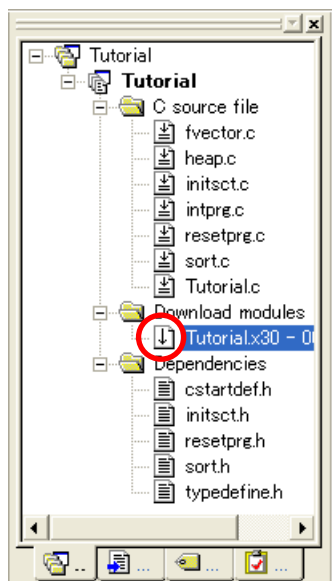 Tutorial
Tutorial
C source file
fvector.c
heap.c
initsct.c
intprg.c
resetprg.c
sort.c
Tutorial.c
Download modules
Tutorial.x30 - 0
Dependencies
cstartdef.h
initsct.h
resetprg.h
sort.h
typedefine.h
.. ... ... ...